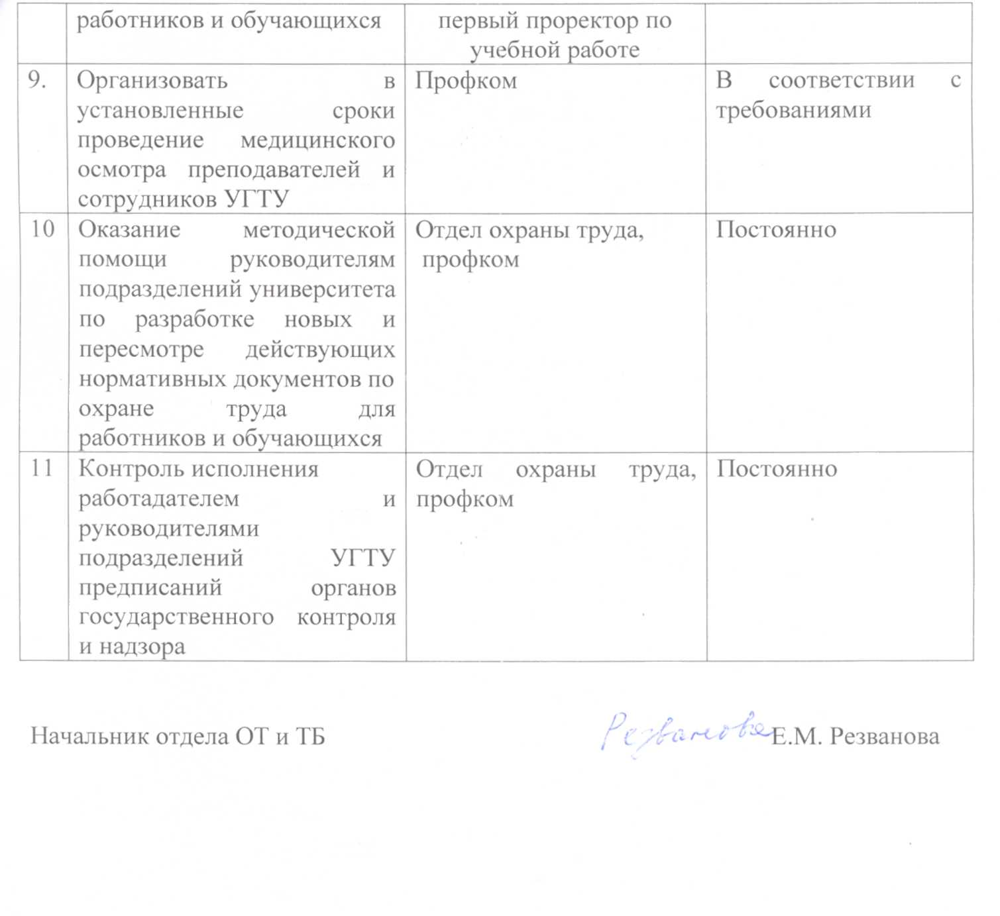 работников и обучающихся
первый проректор по
учебной работе
9.
Организовать в
установленные сроки
проведение медицинского
осмотра преподавателей и
сотрудников УГТУ
Профком
В соответствии с
требованиями
10
Оказание методической
помощи руководителям
подразделений университета
по разработке новых и
пересмотре действующих
нормативных документов по
охране труда для
работников и обучающихся
Отдел охраны труда,
профком
Постоянно
11
Контроль исполнения
работадателем и
руководителями
подразделений УГТУ
предписаний органов
государственного контроля
и надзора
Отдел охраны труда,
профком
Постоянно
Начальник отдела ОТ и ТБ
Резванова
Е.М. Резванова